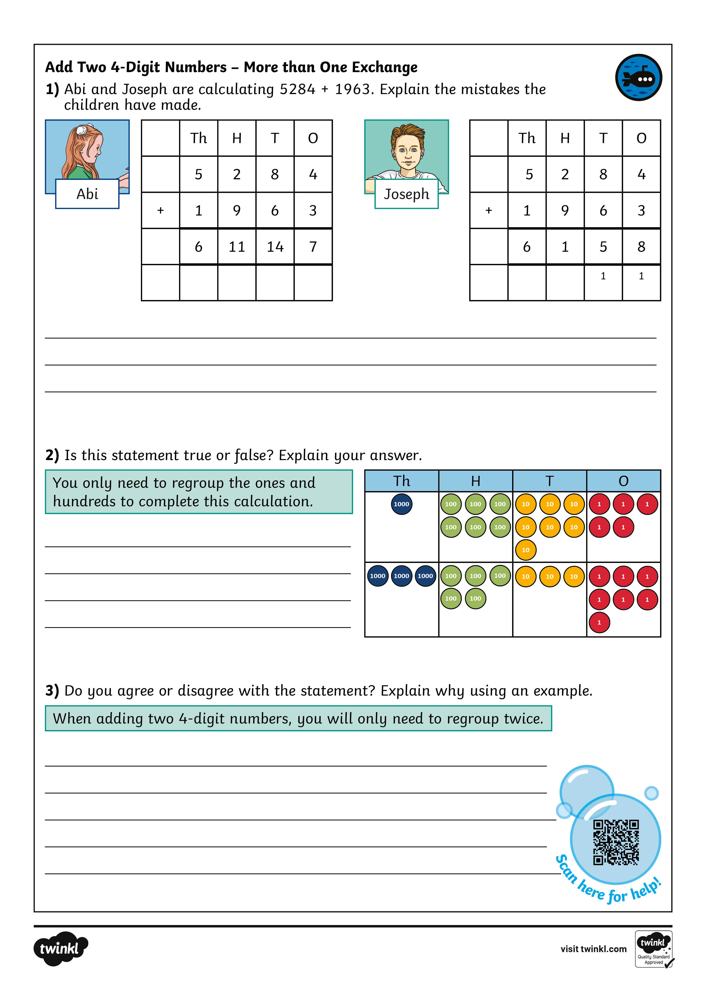 Add Two 4-Digit Numbers – More than One Exchange
1) Abi and Joseph are calculating 5284 + 1963. Explain the mistakes the
children have made.
Abi
Th H T O
5 2 8 4
+ 1 9 6 3
6 11 14 7
Joseph
Th H T O
5 2 8 4
+ 1 9 6 3
6 1 5 8
1 1
2) Is this statement true or false? Explain your answer.
You only need to regroup the ones and
hundreds to complete this calculation.
Th H T O
1000 100 100 100 10 10 10 1 1 1
100 100 100 10 10 10 1 1
10
1000 1000 1000 100 100 100 10 10 10 1 1 1
100 100 1 1 1
1
3) Do you agree or disagree with the statement? Explain why using an example.
When adding two 4-digit numbers, you will only need to regroup twice.
Scan here for help!
twinkl
visit twinkl.com
twinkl
Quality Standard
Approved